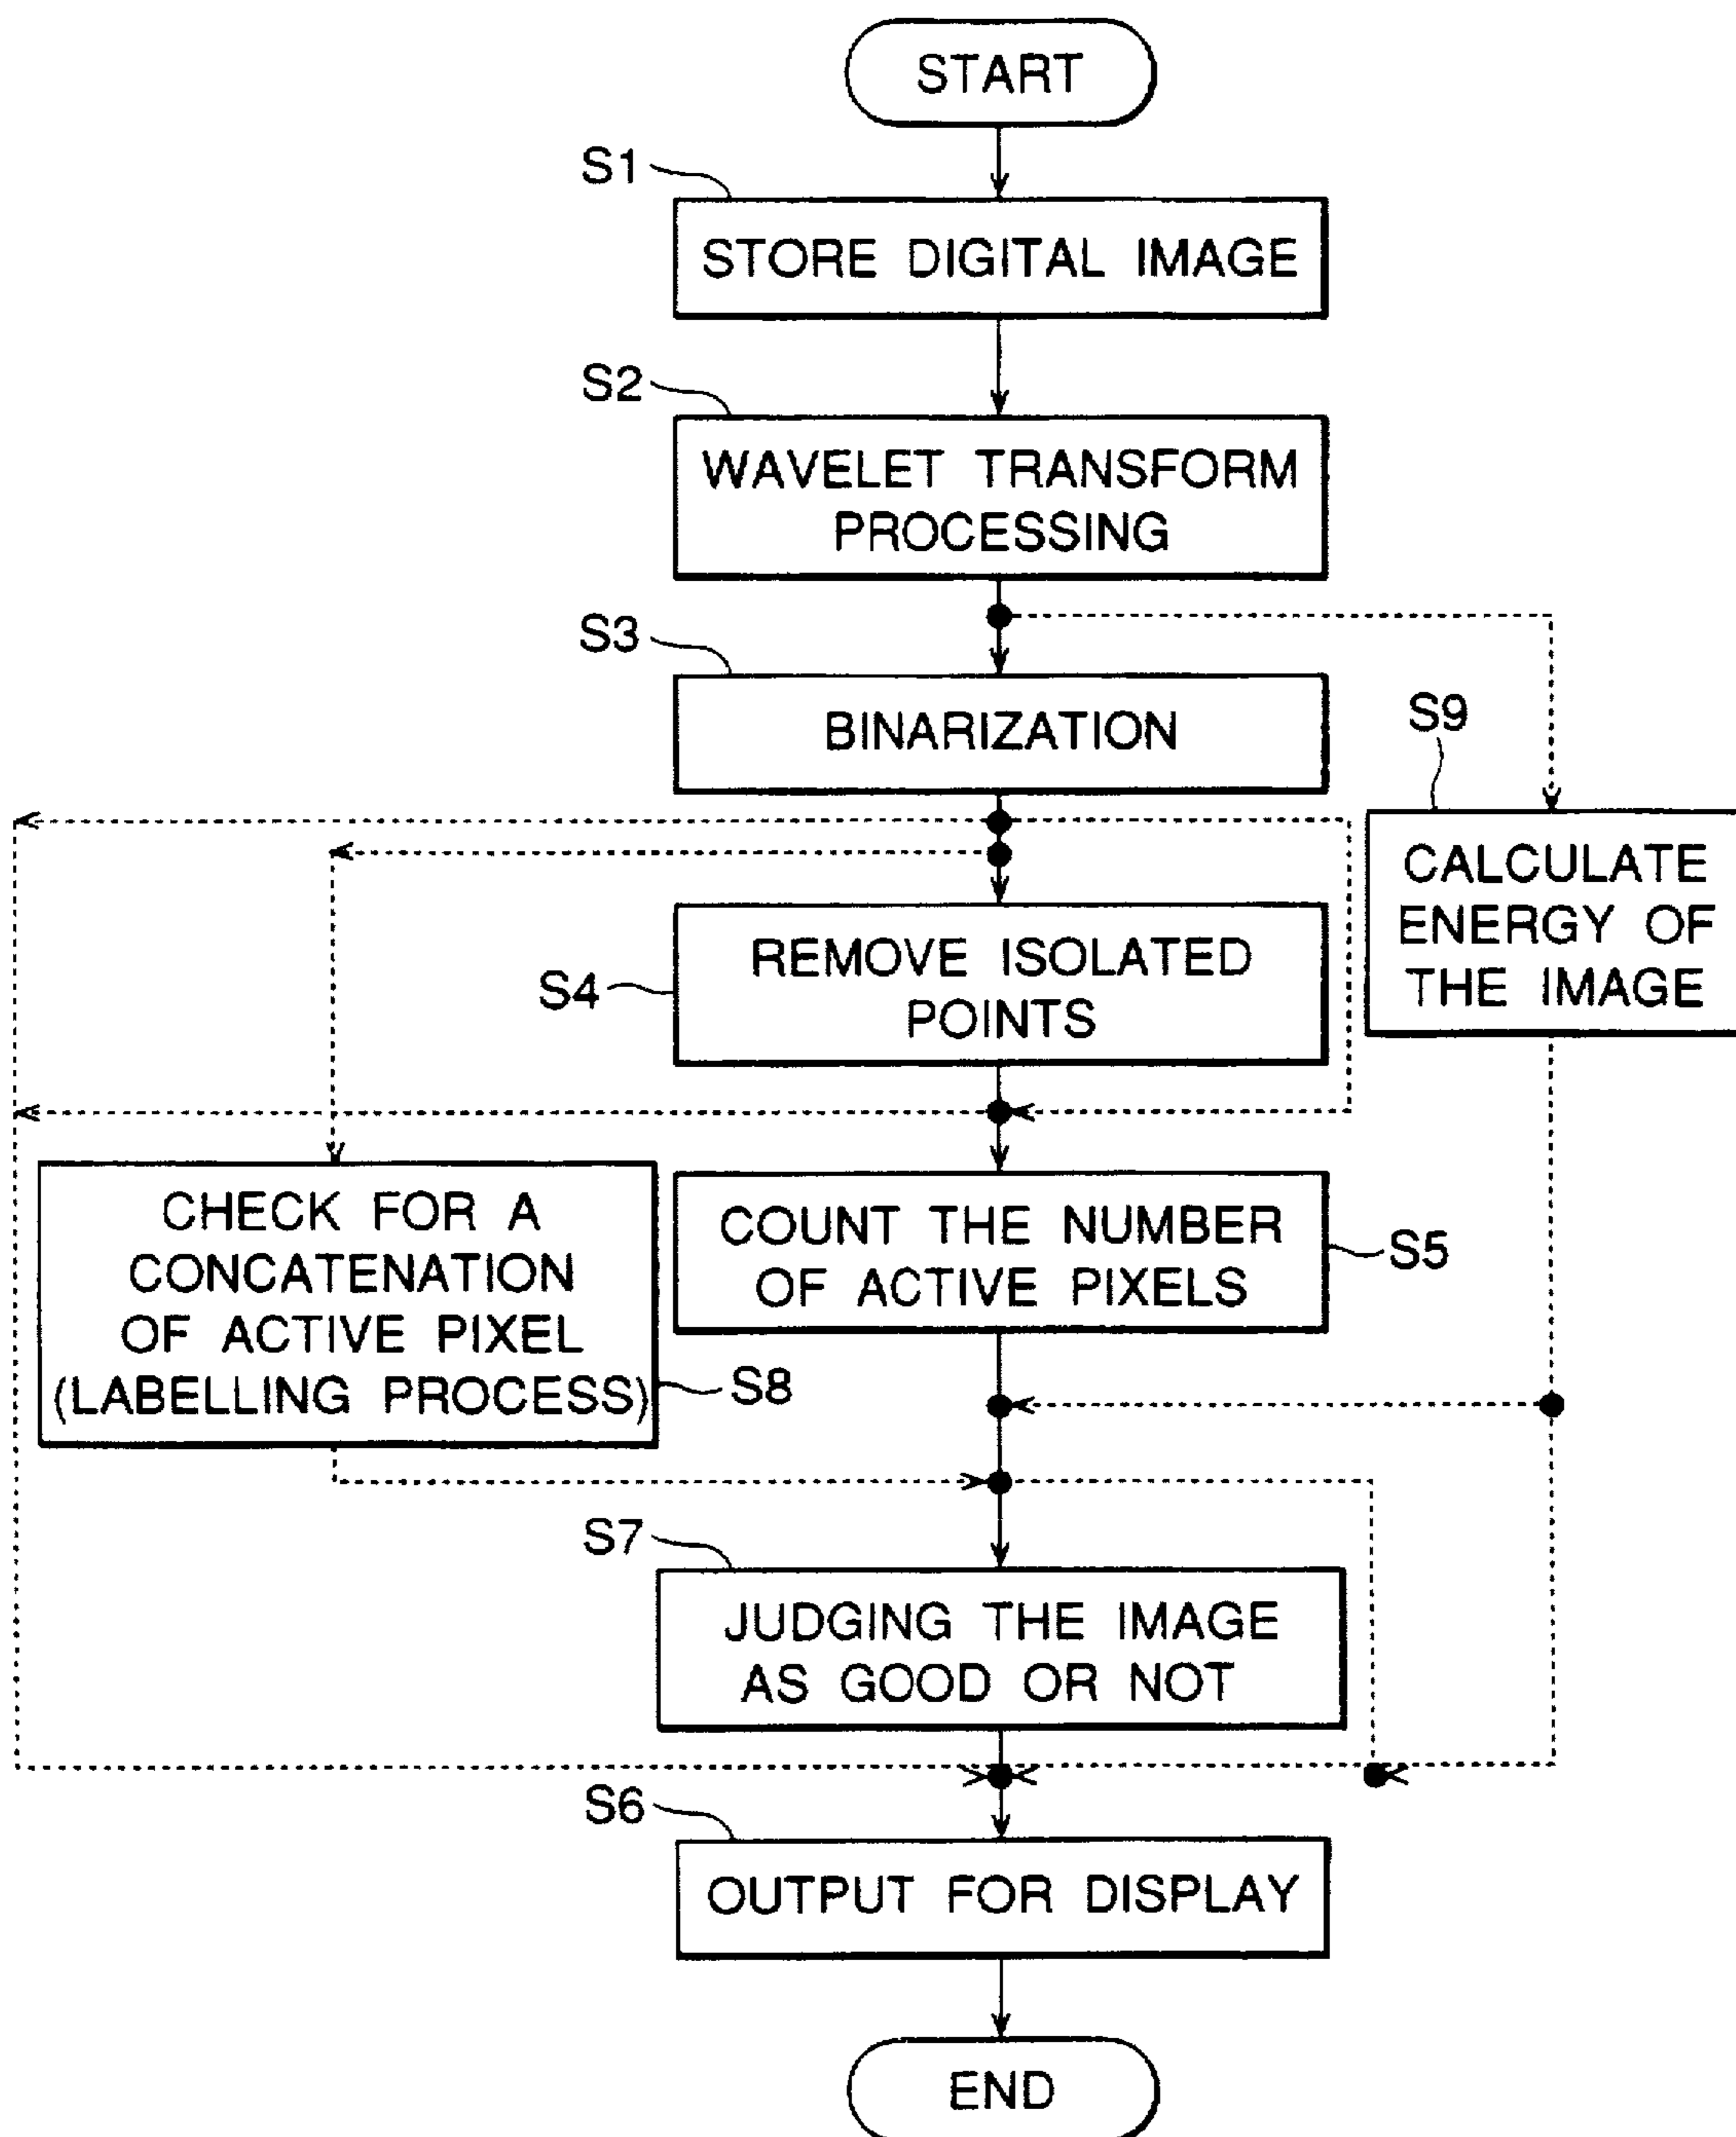 START
S1
STORE DIGITAL IMAGE
S2
WAVELET TRANSFORM
PROCESSING
S3
BINARIZATION
S9
CALCULATE
ENERGY OF
THE IMAGE
S4
REMOVE ISOLATED
POINTS
CHECK FOR A
CONCATENATION
OF ACTIVE PIXEL
(LABELLING PROCESS)
S8
COUNT THE NUMBER
OF ACTIVE PIXELS
S5
S7
JUDGING THE IMAGE
AS GOOD OR NOT
S6
OUTPUT FOR DISPLAY
END